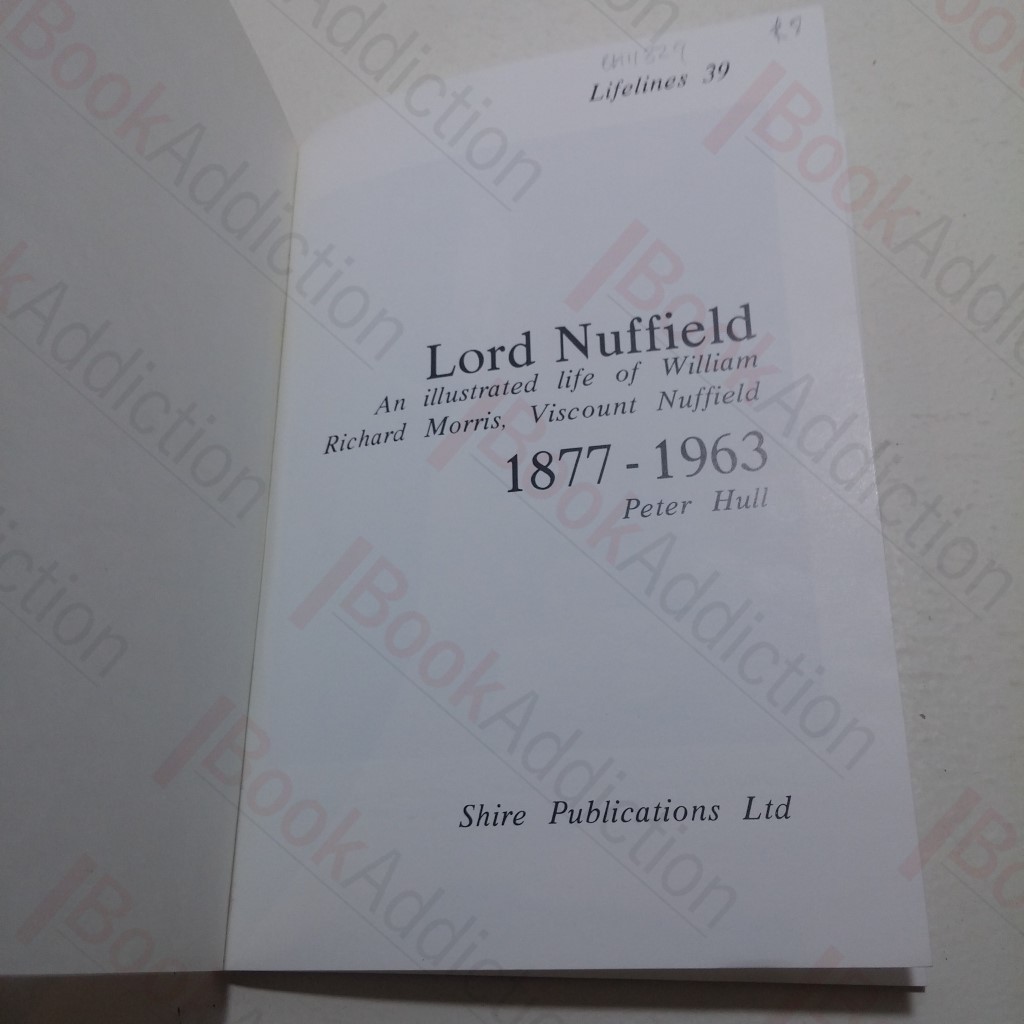 Lifelines 39
Lord Nuffield
An illustrated life of William
Richard Morris, Viscount Nuffield
1877 - 1963
Peter Hull
Shire Publications Ltd
BookAddiction